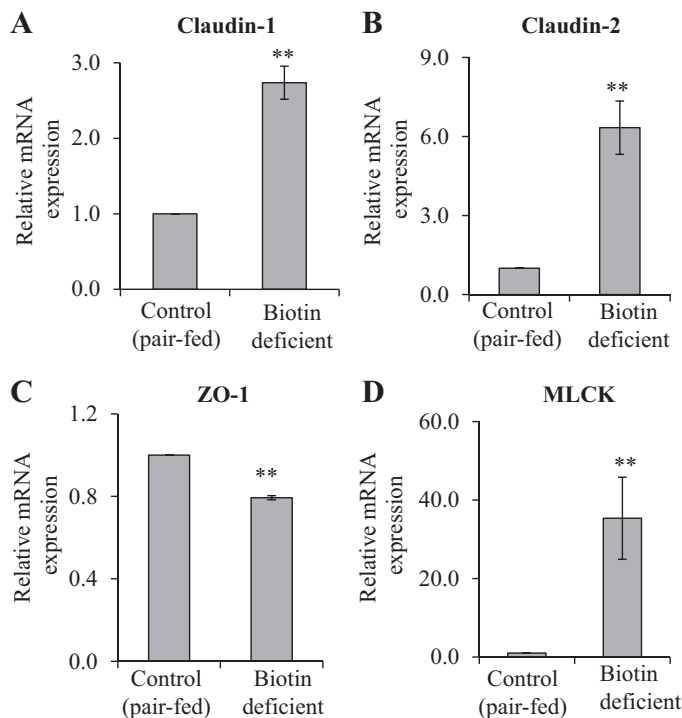 A
Claudin-1
**
3.0
2.0
1.0
0.0
Relative mRNA
expression
Control
(pair-fed)
Biotin
deficient
B
Claudin-2
**
9.0
6.0
3.0
0.0
Relative mRNA
expression
Control
(pair-fed)
Biotin
deficient
C
ZO-1
**
1.2
0.8
0.4
0.0
Relative mRNA
expression
Control
(pair-fed)
Biotin
deficient
D
MLCK
**
60.0
40.0
20.0
0.0
Relative mRNA
expression
Control
(pair-fed)
Biotin
deficient